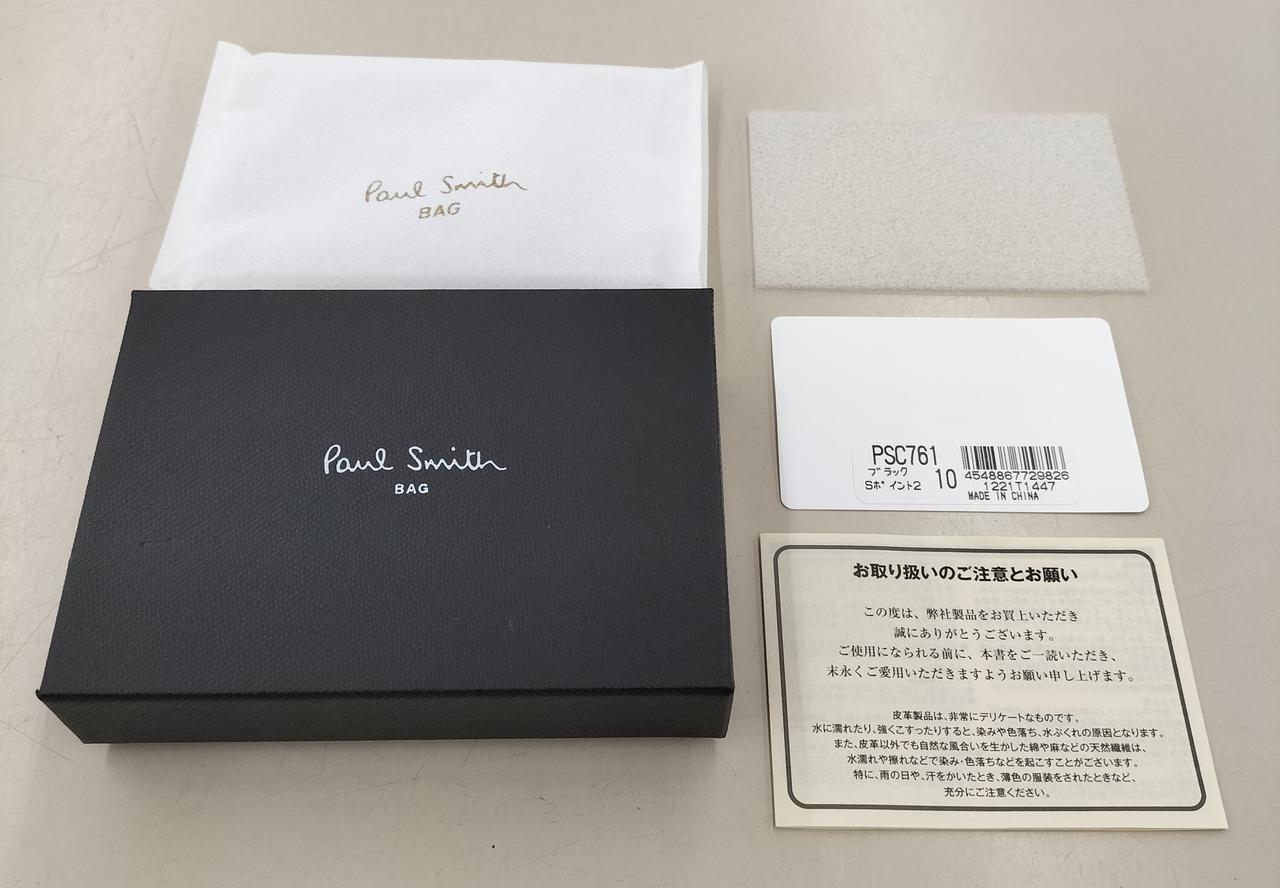 Paul Smith
BAG
Paul Smith
BAG
PSC761
ブラック
Sポイント2 10
4548867729826
1221T1447
MADE IN CHINA
お取り扱いのご注意とお願い
この度は、弊社製品をお買上いただき
誠にありがとうございます。
ご使用になられる前に、本書をご一読いただき、
末永くご愛用いただきますようお願い申し上げます。
皮革製品は、非常にデリケートなものです。
水に濡れたり、強くこすったりすると、染みや色落ち、水ぶくれの原因となります。
また、皮革以外でも自然な風合いを生かした綿や麻などの天然繊維は、
水濡れや擦れなどで染み・色落ちなどを起こすことがございます。
特に、雨の日や、汗をかいたとき、薄色の服装をされたときなど、
充分にご注意ください。